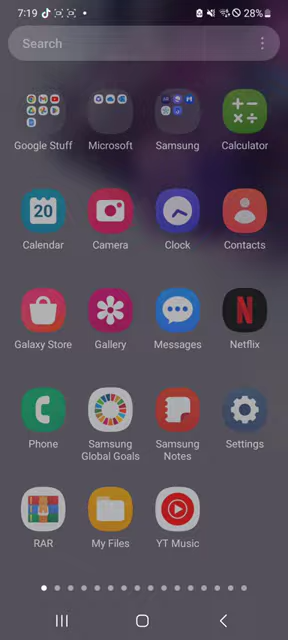 7:19
28%
Search
Google Stuff
Microsoft
Samsung
Calculator
20
Calendar
Camera
Clock
Contacts
N
Galaxy Store
Gallery
Messages
Netflix
Phone
Samsung
Global Goals
Samsung
Notes
Settings
RAR
My Files
YT Music